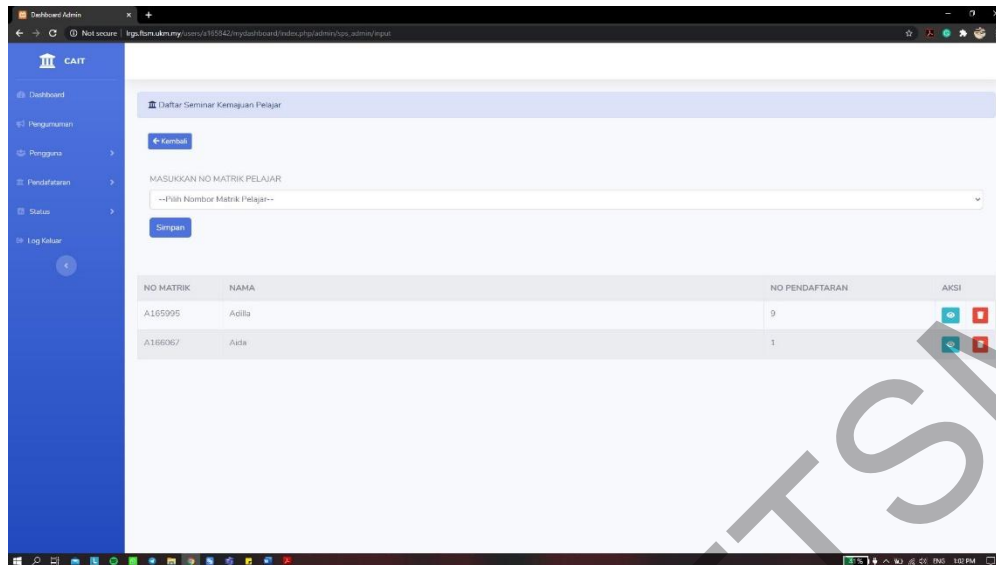 Dashboard Admin
Not secure | lrgs.ftsm.ukm.my/users/a165842/mydashboard/index.php/admin/sps_admin/input
CAIT
Dashboard
Pengumuman
Pengguna
Pendaftaran
Status
Log Keluar
Daftar Seminar Kemajuan Pelajar
Kembali
MASUKKAN NO MATRIK PELAJAR
--Pilih Nombor Matrik Pelajar--
Simpan
NO MATRIK NAMA NO PENDAFTARAN AKSI
A165995 Adilla 9
A166067 Aida 1
ENG 1:02 PM